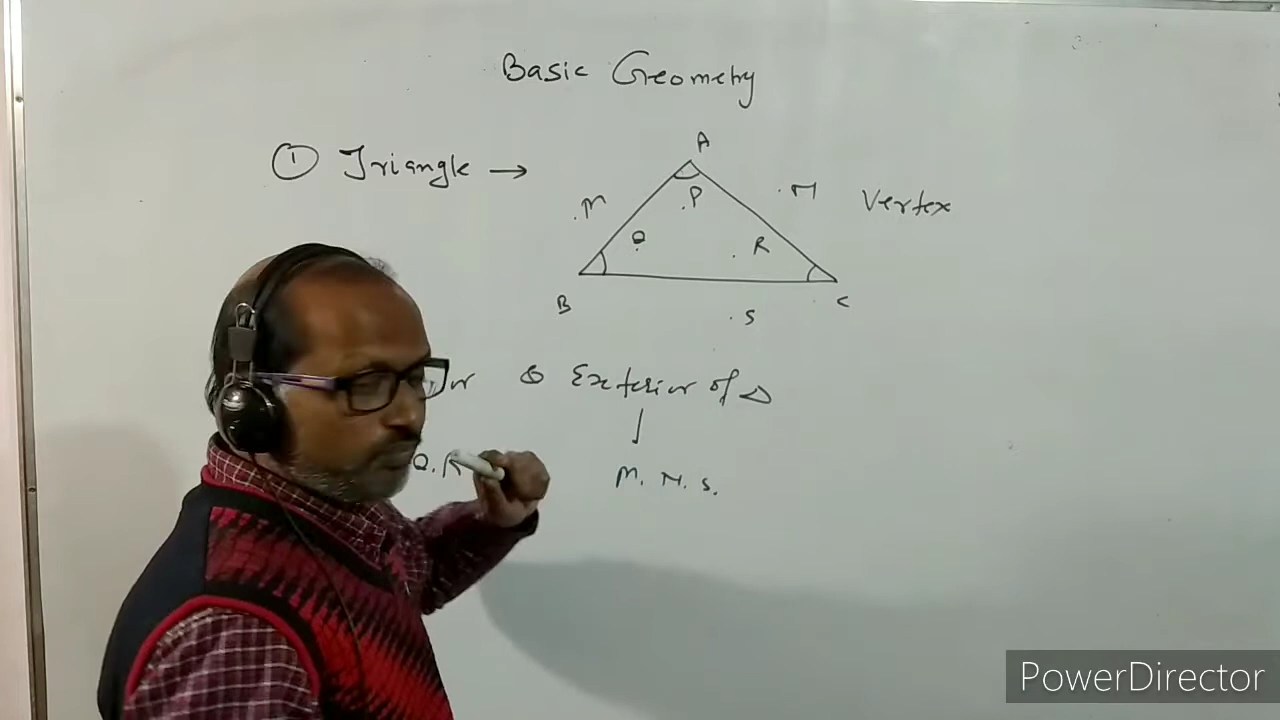 Basic Geometry
① Triangle →
A
M P N Vertex
Q R
B C
S
& Exterior of △
Q. R M. N. S.
PowerDirector